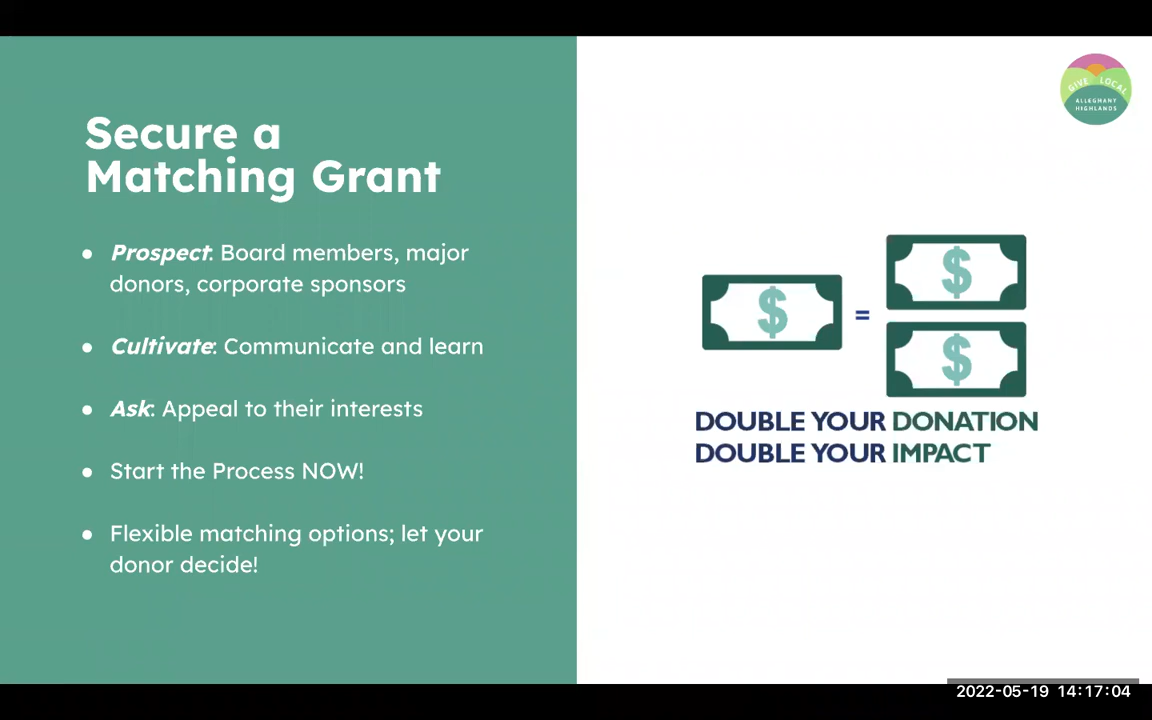 Secure a
Matching Grant
● Prospect: Board members, major
donors, corporate sponsors
● Cultivate: Communicate and learn
● Ask: Appeal to their interests
● Start the Process NOW!
● Flexible matching options; let your
donor decide!
GIVE LOCAL
ALLEGHANY
HIGHLANDS
$ = $
$
DOUBLE YOUR DONATION
DOUBLE YOUR IMPACT
2022-05-19 14:17:04